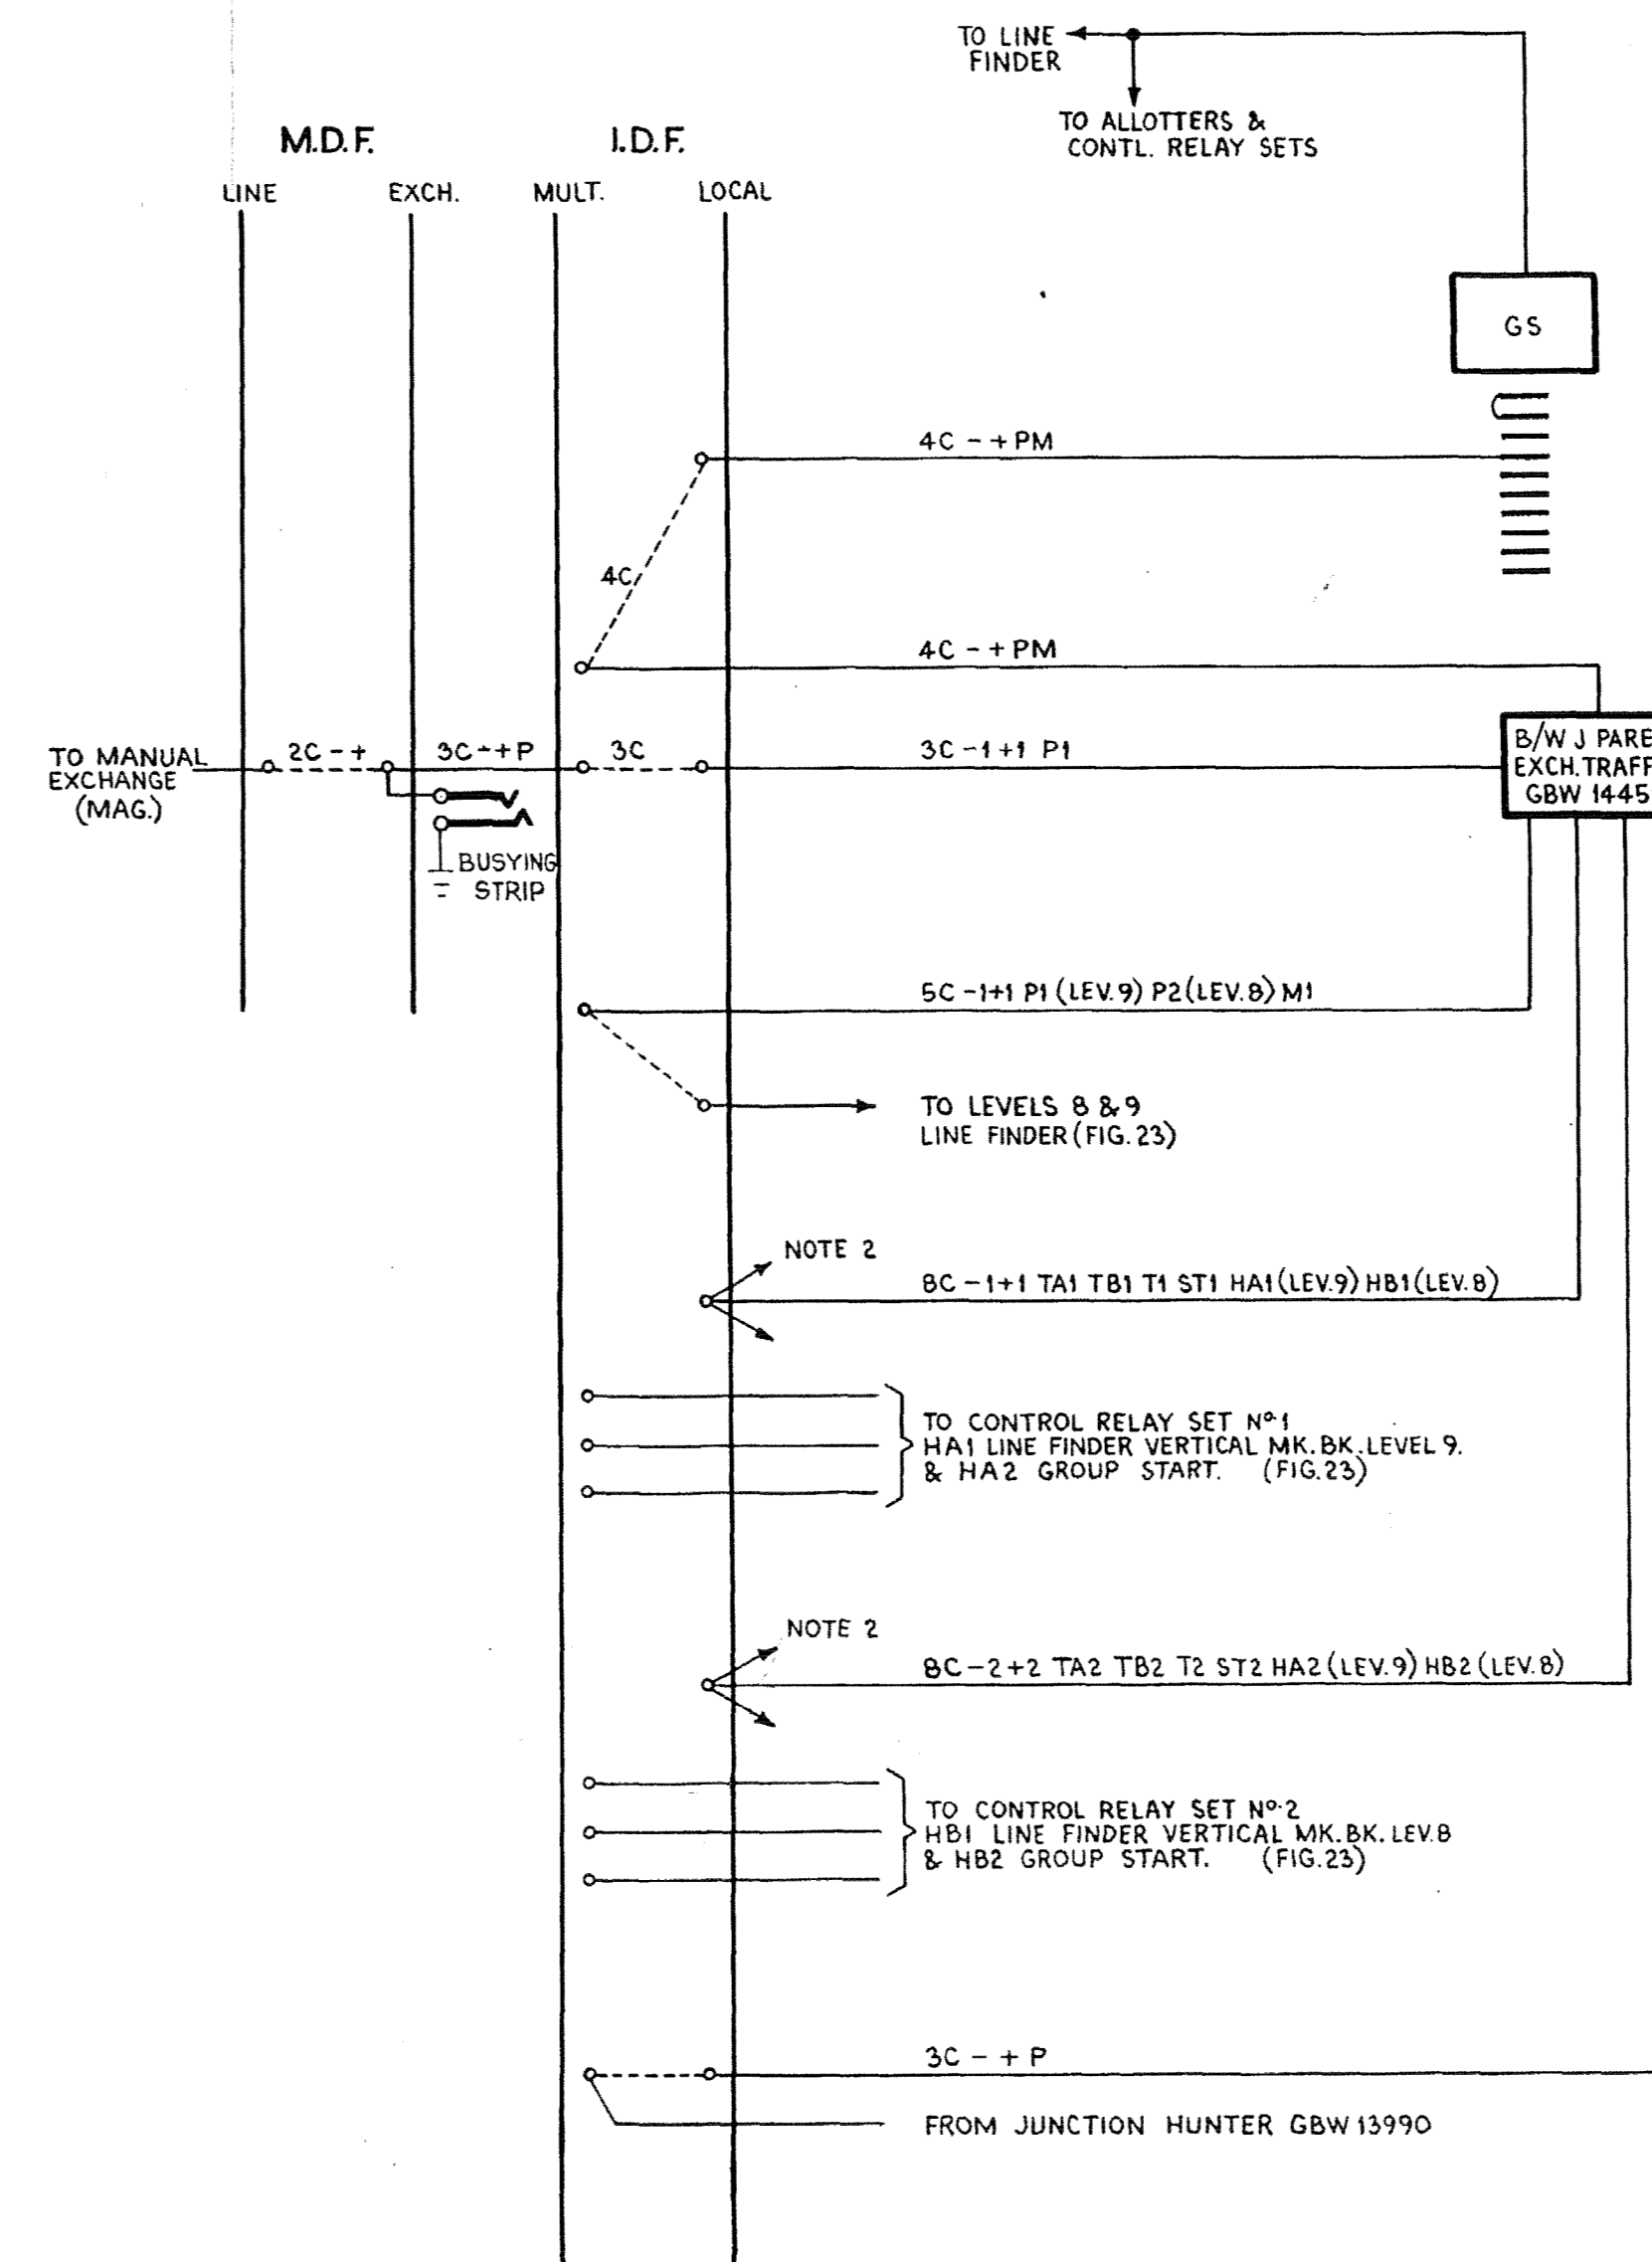 TO LINE
FINDER
TO ALLOTTERS &
CONTL. RELAY SETS
M.D.F.
I.D.F.
LINE
EXCH.
MULT.
LOCAL
GS
4C - + PM
4C
4C - + PM
TO MANUAL
EXCHANGE
(MAG.)
2C - +
3C - + P
3C
3C -1 +1 P1
B/W J PARE
EXCH. TRAFF
GBW 1445
BUSYING
STRIP
5C -1+1 P1 (LEV.9) P2 (LEV.8) M1
TO LEVELS 8 & 9
LINE FINDER (FIG. 23)
NOTE 2
8C -1+1 TA1 TB1 T1 ST1 HA1 (LEV.9) HB1 (LEV.8)
TO CONTROL RELAY SET No.1
HA1 LINE FINDER VERTICAL MK. BK. LEVEL 9.
& HA2 GROUP START. (FIG.23)
NOTE 2
8C -2+2 TA2 TB2 T2 ST2 HA2 (LEV.9) HB2 (LEV.8)
TO CONTROL RELAY SET No.2
HB1 LINE FINDER VERTICAL MK. BK. LEV.8
& HB2 GROUP START. (FIG.23)
3C - + P
FROM JUNCTION HUNTER GBW 13990